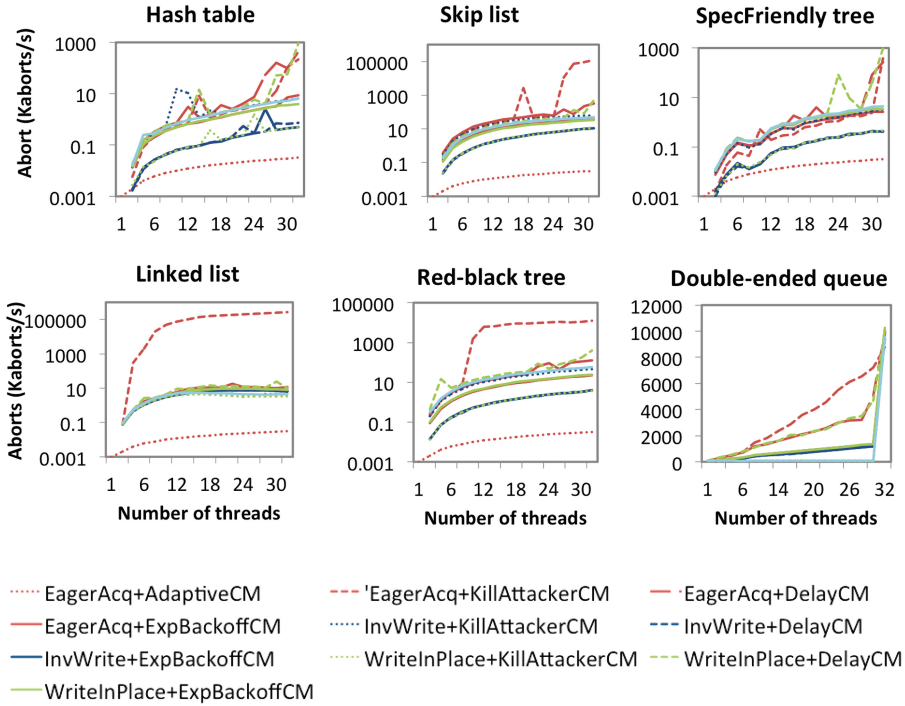 Hash table Skip list SpecFriendly tree
Abort (Kaborts/s)
1000 10 0.1 0.001
1 6 12 18 24 30
100000 1000 10 0.1 0.001
1 6 12 18 24 30
1000 10 0.1 0.001
1 6 12 18 24 30
Linked list Red-black tree Double-ended queue
Aborts (Kaborts/s)
100000 1000 10 0.1 0.001
1 6 12 18 24 30
Number of threads
100000 1000 10 0.1 0.001
1 6 12 18 24 30
Number of threads
12000 10000 8000 6000 4000 2000 0
1 6 14 20 26 32
Number of threads
EagerAcq+AdaptiveCM 'EagerAcq+KillAttackerCM EagerAcq+DelayCM
EagerAcq+ExpBackoffCM InvWrite+KillAttackerCM InvWrite+DelayCM
InvWrite+ExpBackoffCM WriteInPlace+KillAttackerCM WriteInPlace+DelayCM
WriteInPlace+ExpBackoffCM